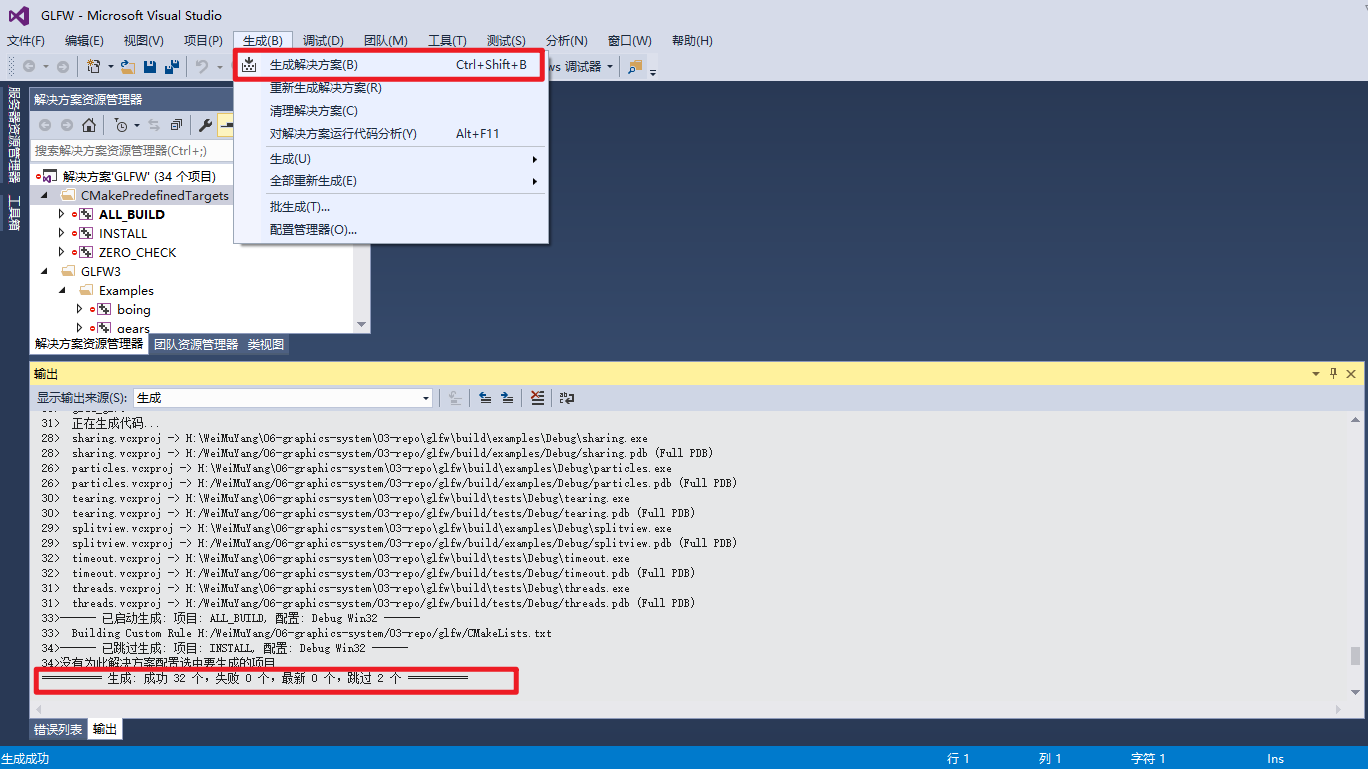 GLFW - Microsoft Visual Studio
文件(F) 编辑(E) 视图(V) 项目(P) 生成(B) 调试(D) 团队(M) 工具(T) 测试(S) 分析(N) 窗口(W) 帮助(H)
生成解决方案(B) Ctrl+Shift+B
调试器
重新生成解决方案(R)
清理解决方案(C)
对解决方案运行代码分析(Y) Alt+F11
生成(U)
全部重新生成(E)
批生成(T)...
配置管理器(O)...
服务器资源管理器
工具箱
解决方案资源管理器
搜索解决方案资源管理器(Ctrl+;)
解决方案'GLFW' (34 个项目)
CMakePredefinedTargets
ALL_BUILD
INSTALL
ZERO_CHECK
GLFW3
Examples
boing
gears
解决方案资源管理器 团队资源管理器 类视图
输出
显示输出来源(S): 生成
31> 正在生成代码...
28> sharing.vcxproj -> H:\WeiMuYang\06-graphics-system\03-repo\glfw\build\examples\Debug\sharing.exe
28> sharing.vcxproj -> H:/WeiMuYang/06-graphics-system/03-repo/glfw/build/examples/Debug/sharing.pdb (Full PDB)
26> particles.vcxproj -> H:\WeiMuYang\06-graphics-system\03-repo\glfw\build\examples\Debug\particles.exe
26> particles.vcxproj -> H:/WeiMuYang/06-graphics-system/03-repo/glfw/build/examples/Debug/particles.pdb (Full PDB)
30> tearing.vcxproj -> H:\WeiMuYang\06-graphics-system\03-repo\glfw\build\tests\Debug\tearing.exe
30> tearing.vcxproj -> H:/WeiMuYang/06-graphics-system/03-repo/glfw/build/tests/Debug/tearing.pdb (Full PDB)
29> splitview.vcxproj -> H:\WeiMuYang\06-graphics-system\03-repo\glfw\build\examples\Debug\splitview.exe
29> splitview.vcxproj -> H:/WeiMuYang/06-graphics-system/03-repo/glfw/build/examples/Debug/splitview.pdb (Full PDB)
32> timeout.vcxproj -> H:\WeiMuYang\06-graphics-system\03-repo\glfw\build\tests\Debug\timeout.exe
32> timeout.vcxproj -> H:/WeiMuYang/06-graphics-system/03-repo/glfw/build/tests/Debug/timeout.pdb (Full PDB)
31> threads.vcxproj -> H:\WeiMuYang\06-graphics-system\03-repo\glfw\build\tests\Debug\threads.exe
31> threads.vcxproj -> H:/WeiMuYang/06-graphics-system/03-repo/glfw/build/tests/Debug/threads.pdb (Full PDB)
33>------ 已启动生成: 项目: ALL_BUILD, 配置: Debug Win32 ------
33> Building Custom Rule H:/WeiMuYang/06-graphics-system/03-repo/glfw/CMakeLists.txt
34>------ 已跳过生成: 项目: INSTALL, 配置: Debug Win32 ------
34>没有为此解决方案配置选中要生成的项目
========== 生成: 成功 32 个，失败 0 个，最新 0 个，跳过 2 个 ==========
错误列表 输出
生成成功 行 1 列 1 字符 1 Ins